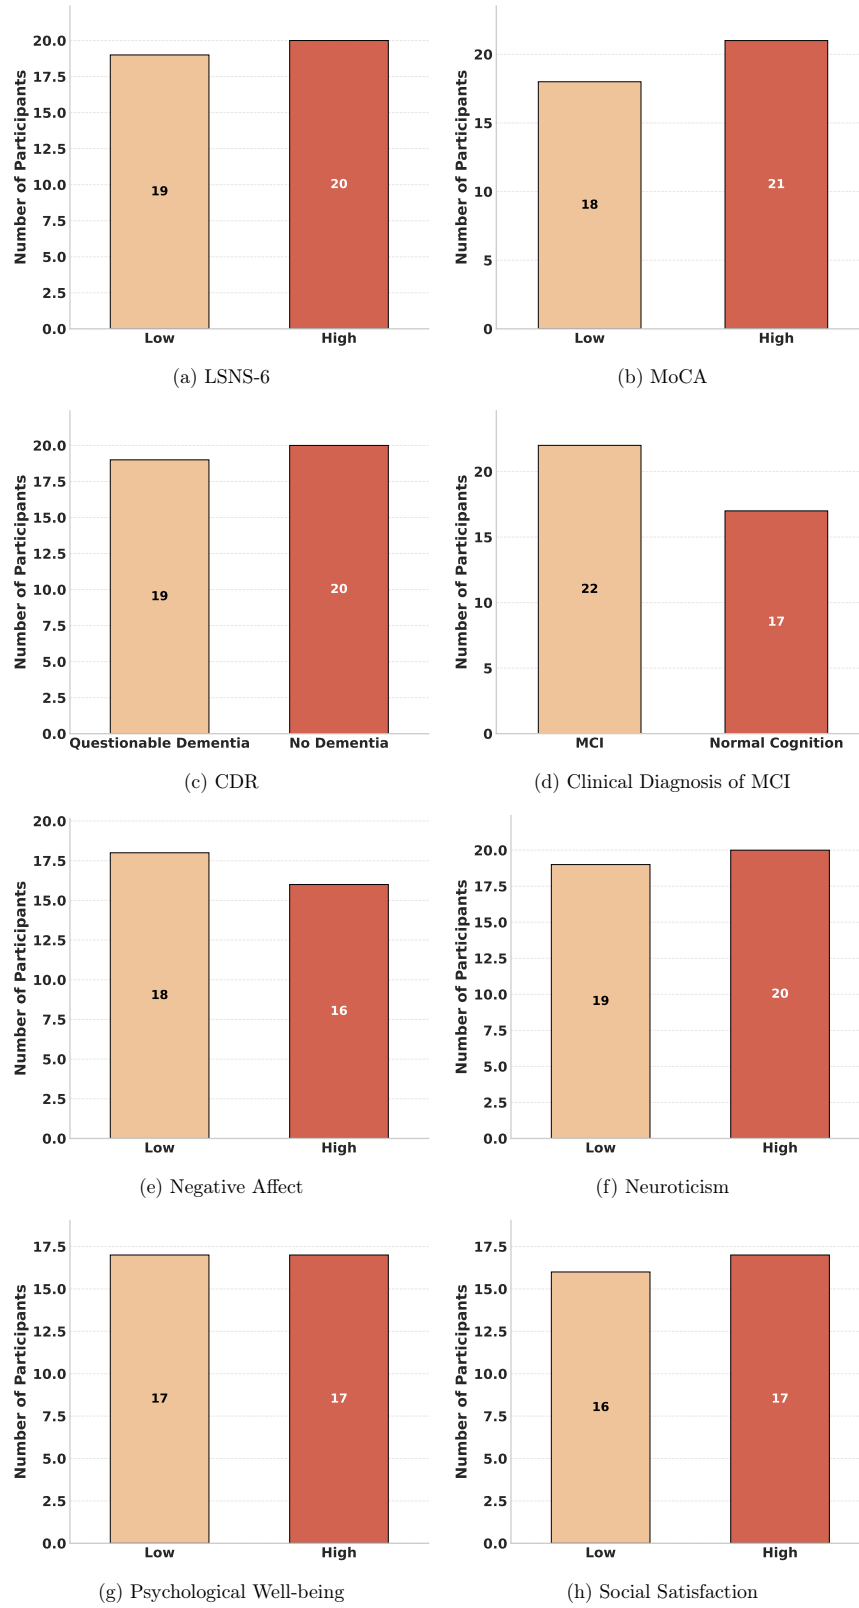 Number of Participants
20.0
17.5
15.0
12.5
10.0
7.5
5.0
2.5
0.0
19
20
Low
High
(a) LSNS-6
Number of Participants
20
15
10
5
0
18
21
Low
High
(b) MoCA
Number of Participants
20.0
17.5
15.0
12.5
10.0
7.5
5.0
2.5
0.0
19
20
Questionable Dementia
No Dementia
(c) CDR
Number of Participants
20
15
10
5
0
22
17
MCI
Normal Cognition
(d) Clinical Diagnosis of MCI
Number of Participants
20.0
17.5
15.0
12.5
10.0
7.5
5.0
2.5
0.0
18
16
Low
High
(e) Negative Affect
Number of Participants
20.0
17.5
15.0
12.5
10.0
7.5
5.0
2.5
0.0
19
20
Low
High
(f) Neuroticism
Number of Participants
17.5
15.0
12.5
10.0
7.5
5.0
2.5
0.0
17
17
Low
High
(g) Psychological Well-being
Number of Participants
17.5
15.0
12.5
10.0
7.5
5.0
2.5
0.0
16
17
Low
High
(h) Social Satisfaction